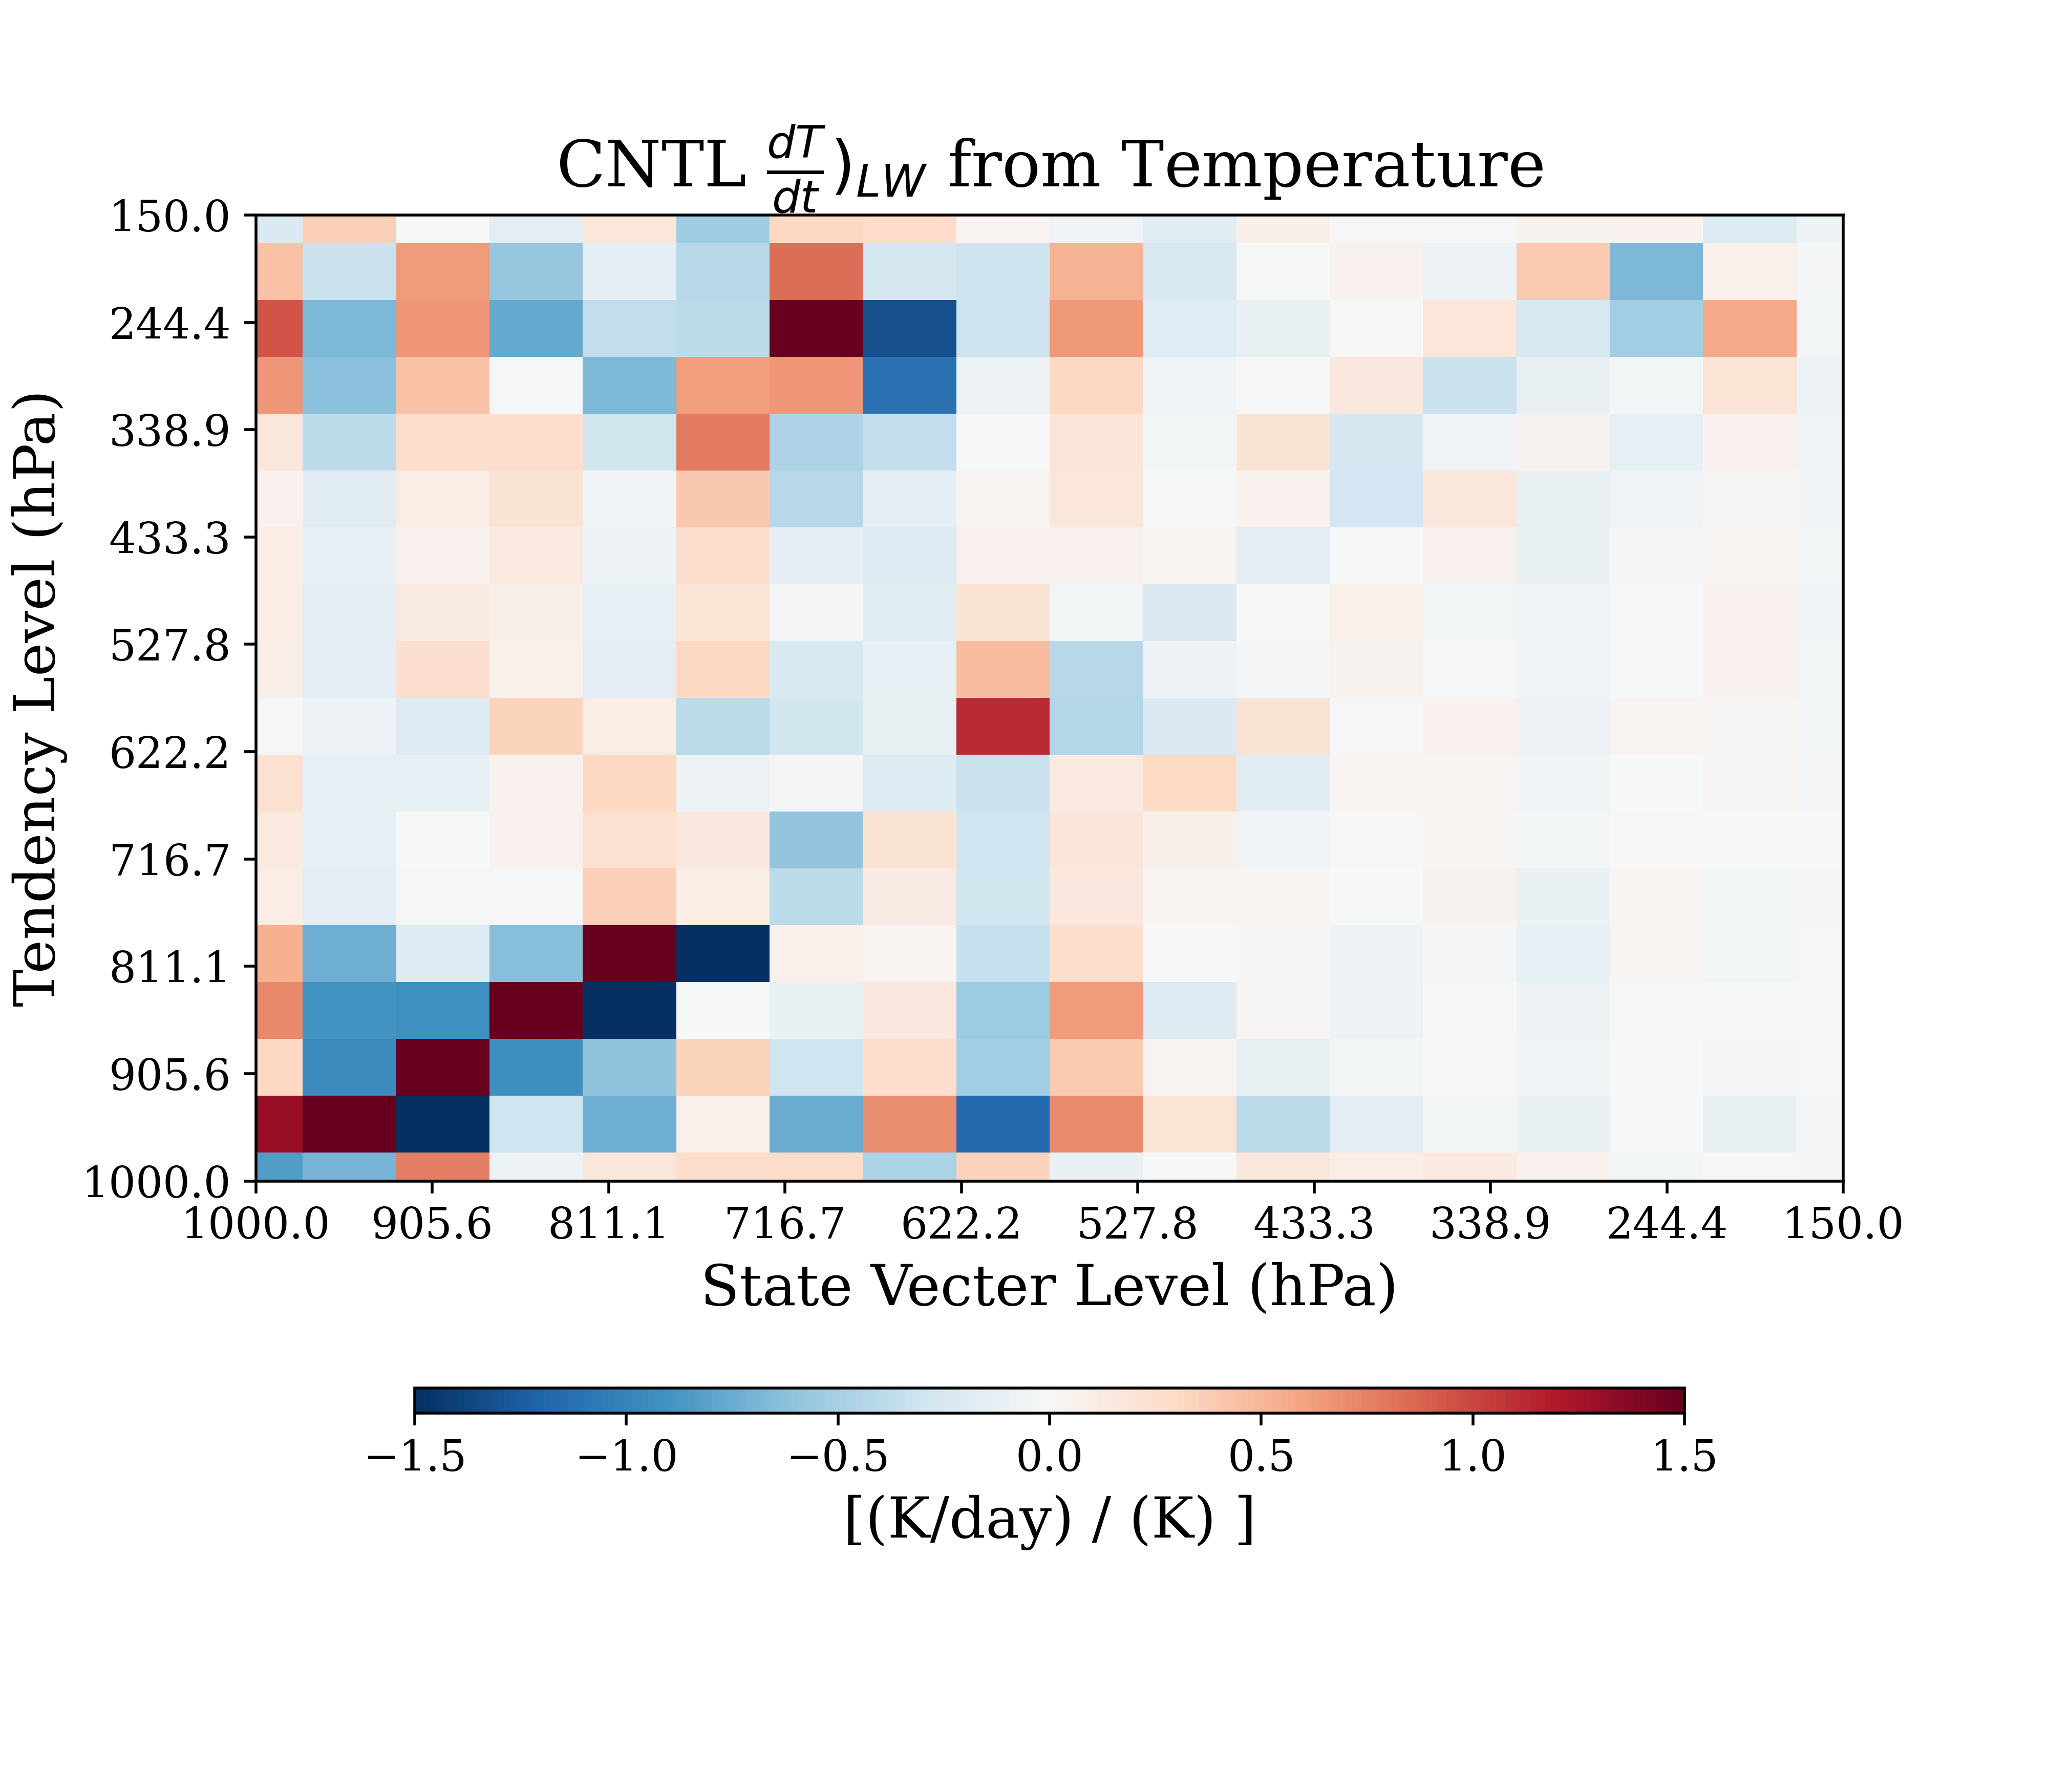 CNTL dT/dt)LW from Temperature
Tendency Level (hPa)
150.0
244.4
338.9
433.3
527.8
622.2
716.7
811.1
905.6
1000.0
1000.0 905.6 811.1 716.7 622.2 527.8 433.3 338.9 244.4 150.0
State Vecter Level (hPa)
−1.5 −1.0 −0.5 0.0 0.5 1.0 1.5
[(K/day) / (K) ]